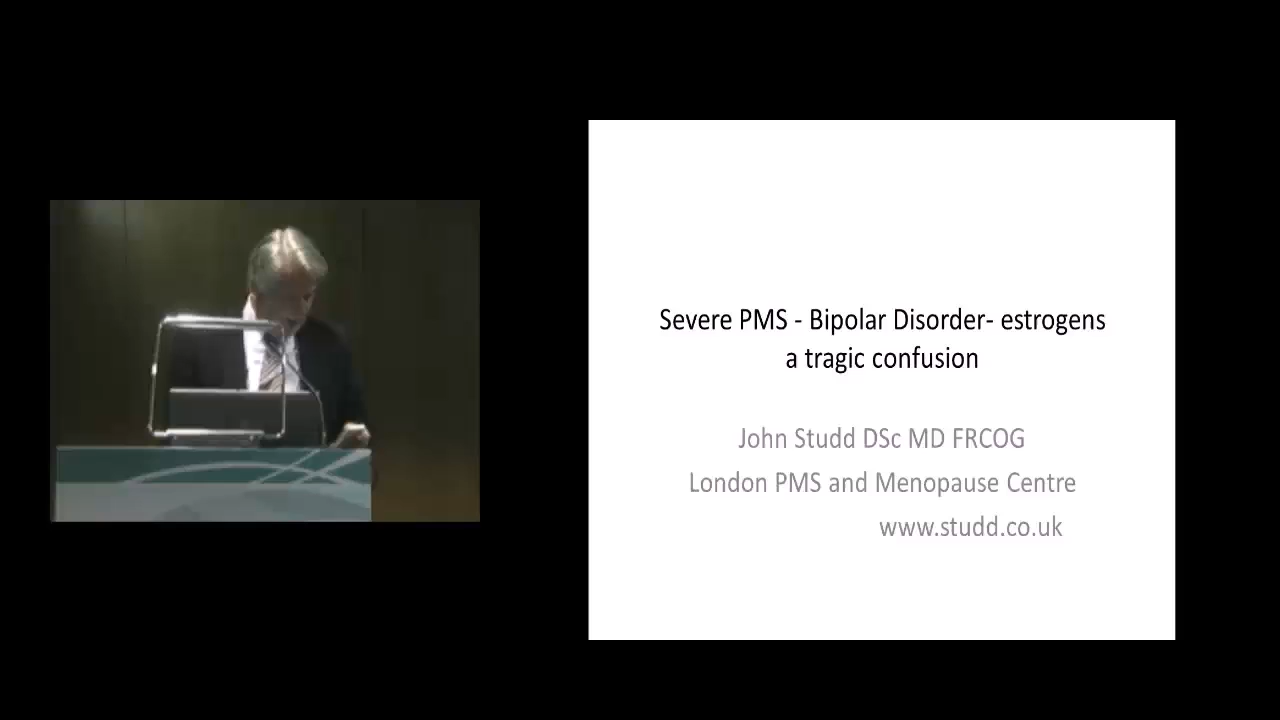 Severe PMS - Bipolar Disorder- estrogens
a tragic confusion
John Studd DSc MD FRCOG
London PMS and Menopause Centre
www.studd.co.uk